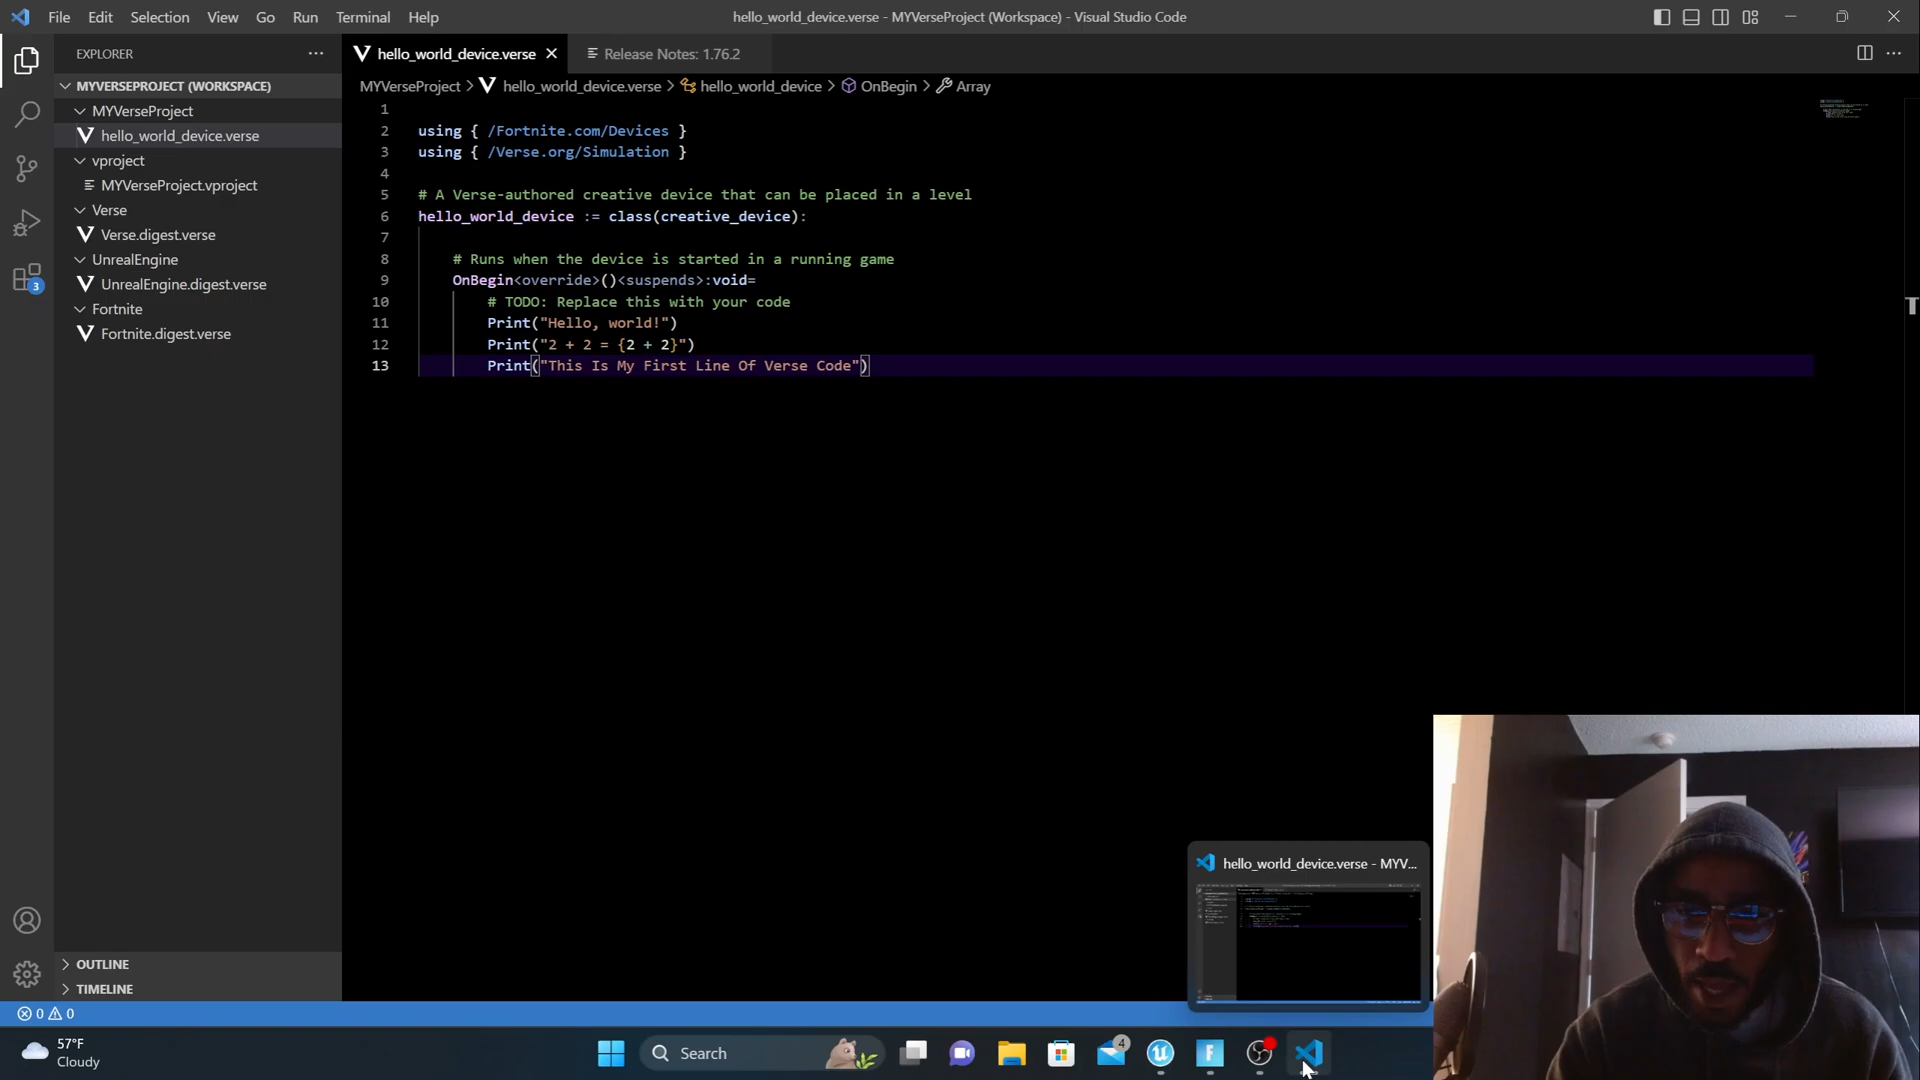 File Edit Selection View Go Run Terminal Help
hello_world_device.verse - MYVerseProject (Workspace) - Visual Studio Code
EXPLORER
MYVERSEPROJECT (WORKSPACE)
MYVerseProject
hello_world_device.verse
vproject
MYVerseProject.vproject
Verse
Verse.digest.verse
UnrealEngine
UnrealEngine.digest.verse
Fortnite
Fortnite.digest.verse
OUTLINE
TIMELINE
3
hello_world_device.verse
Release Notes: 1.76.2
MYVerseProject > hello_world_device.verse > hello_world_device > OnBegin > Array
1
2 using { /Fortnite.com/Devices }
3 using { /Verse.org/Simulation }
4
5 # A Verse-authored creative device that can be placed in a level
6 hello_world_device := class(creative_device):
7
8 # Runs when the device is started in a running game
9 OnBegin<override>()<suspends>:void=
10 # TODO: Replace this with your code
11 Print("Hello, world!")
12 Print("2 + 2 = {2 + 2}")
13 Print("This Is My First Line Of Verse Code")
hello_world_device.verse - MYV...
0 0
57°F
Cloudy
Search
4